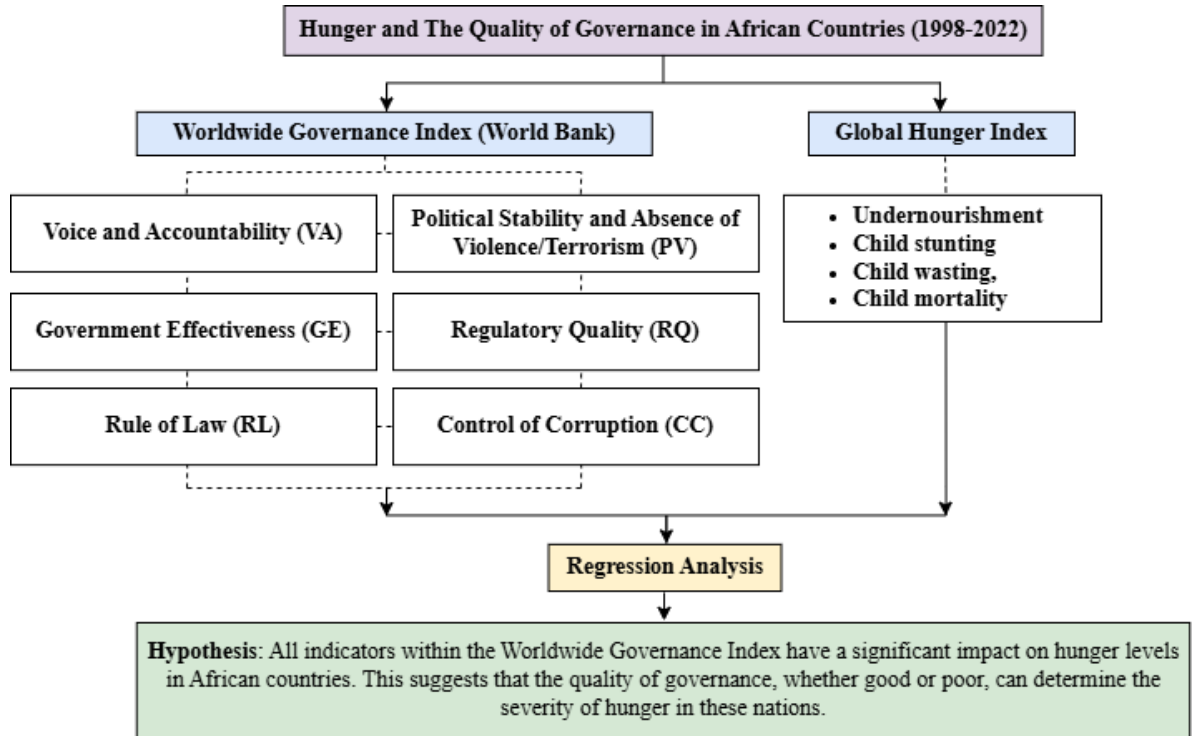 Hunger and The Quality of Governance in African Countries (1998-2022)
Worldwide Governance Index (World Bank)
Global Hunger Index
Voice and Accountability (VA)
Political Stability and Absence of
Violence/Terrorism (PV)
• Undernourishment
• Child stunting
• Child wasting,
• Child mortality
Government Effectiveness (GE)
Regulatory Quality (RQ)
Rule of Law (RL)
Control of Corruption (CC)
Regression Analysis
Hypothesis: All indicators within the Worldwide Governance Index have a significant impact on hunger levels
in African countries. This suggests that the quality of governance, whether good or poor, can determine the
severity of hunger in these nations.